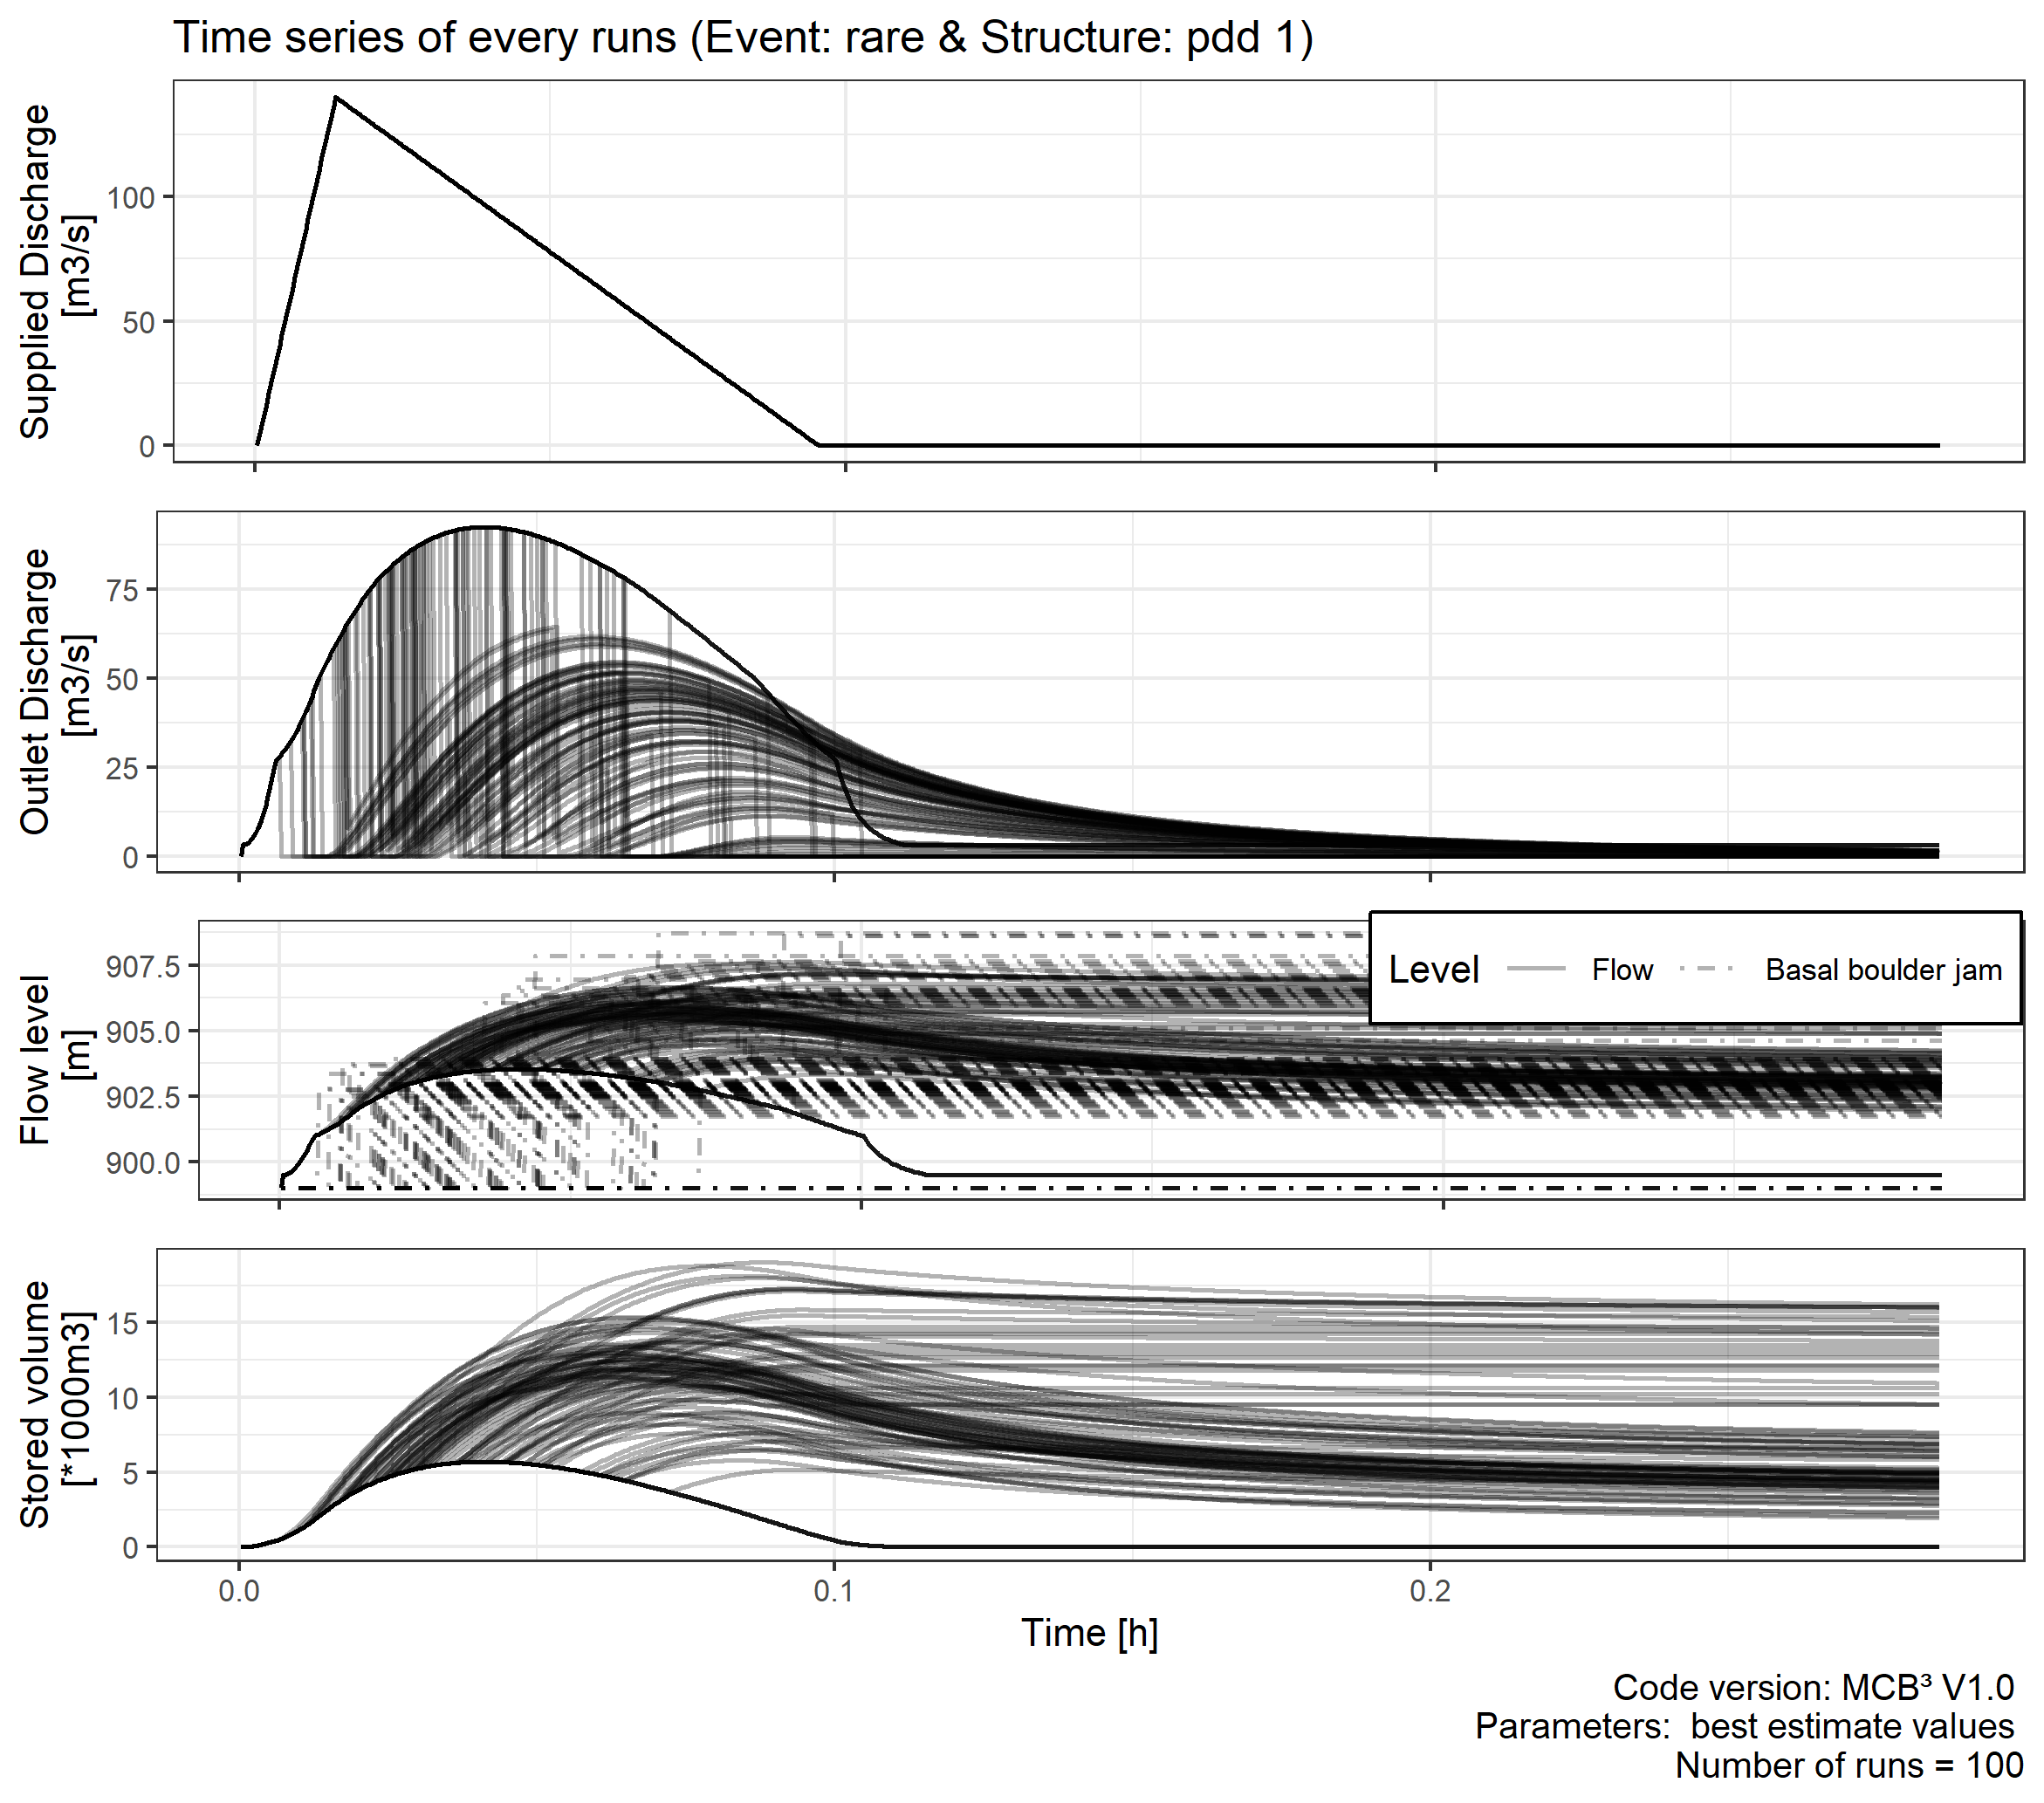 Time series of every runs (Event: rare & Structure: pdd 1)
Supplied Discharge
[m3/s]
100
50
0
Outlet Discharge
[m3/s]
75
50
25
0
Flow level
[m]
907.5
905.0
902.5
900.0
Level
Flow
Basal boulder jam
Stored volume
[*1000m3]
15
10
5
0
0.0
0.1
0.2
Time [h]
Code version: MCB³ V1.0
Parameters:  best estimate values
Number of runs = 100